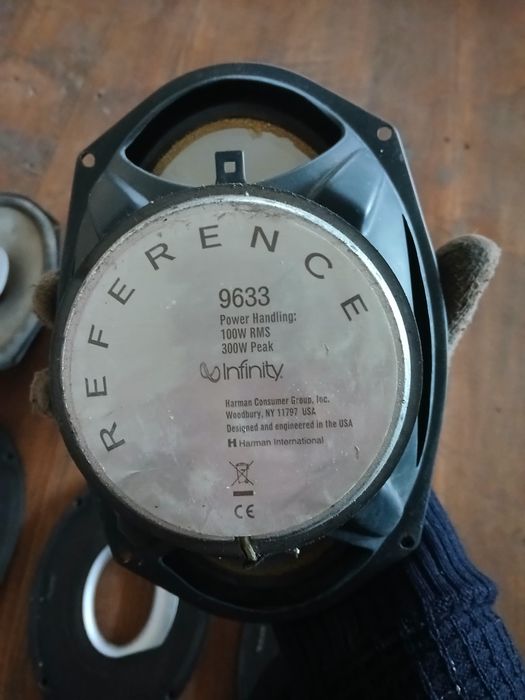 REFERENCE
9633
Power Handling:
100W RMS
300W Peak
Infinity
Harman Consumer Group, Inc.
Woodbury, NY 11797 USA
Designed and engineered in the USA
H Harman International
CE